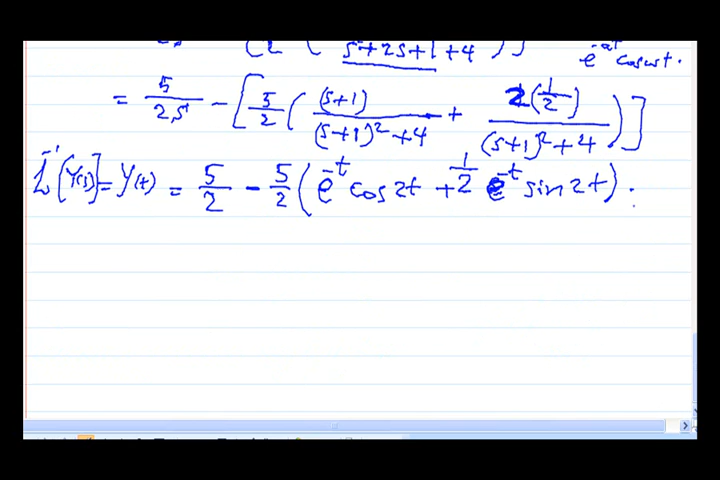 s²+2s+1+4 e^-at cos ωt.
= 5/2s - [5/2 ( (s+1)/((s+1)²+4) + 2(1/2)/((s+1)²+4) )]
L⁻¹[Y(s)] = y(t) = 5/2 - 5/2 ( e^-t cos 2t + 1/2 e^-t sin 2t ).